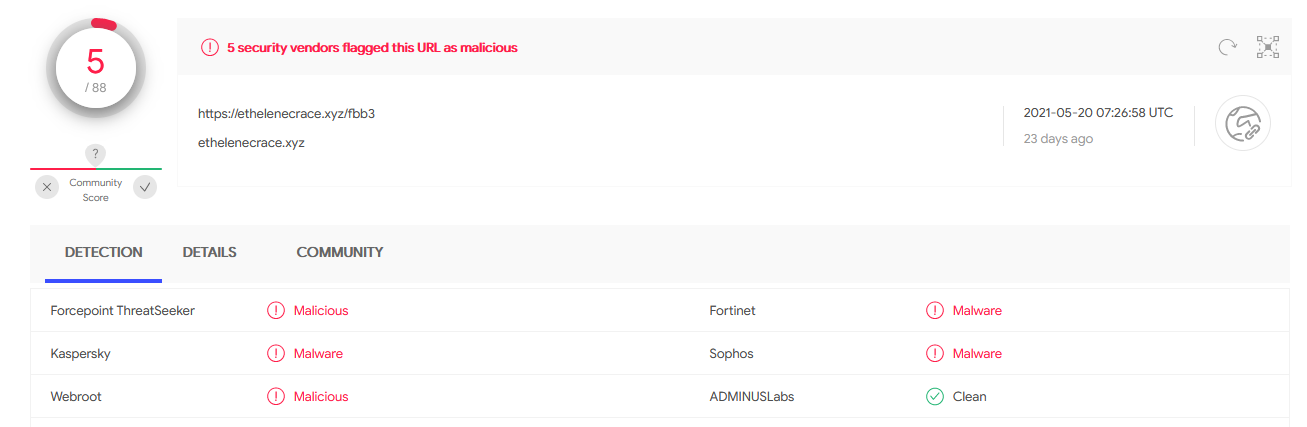 5
/ 88
?
Community
Score
5 security vendors flagged this URL as malicious
https://ethelenecrace.xyz/fbb3
ethelenecrace.xyz
2021-05-20 07:26:58 UTC
23 days ago
DETECTION DETAILS COMMUNITY
Forcepoint ThreatSeeker Malicious Fortinet Malware
Kaspersky Malware Sophos Malware
Webroot Malicious ADMINUSLabs Clean